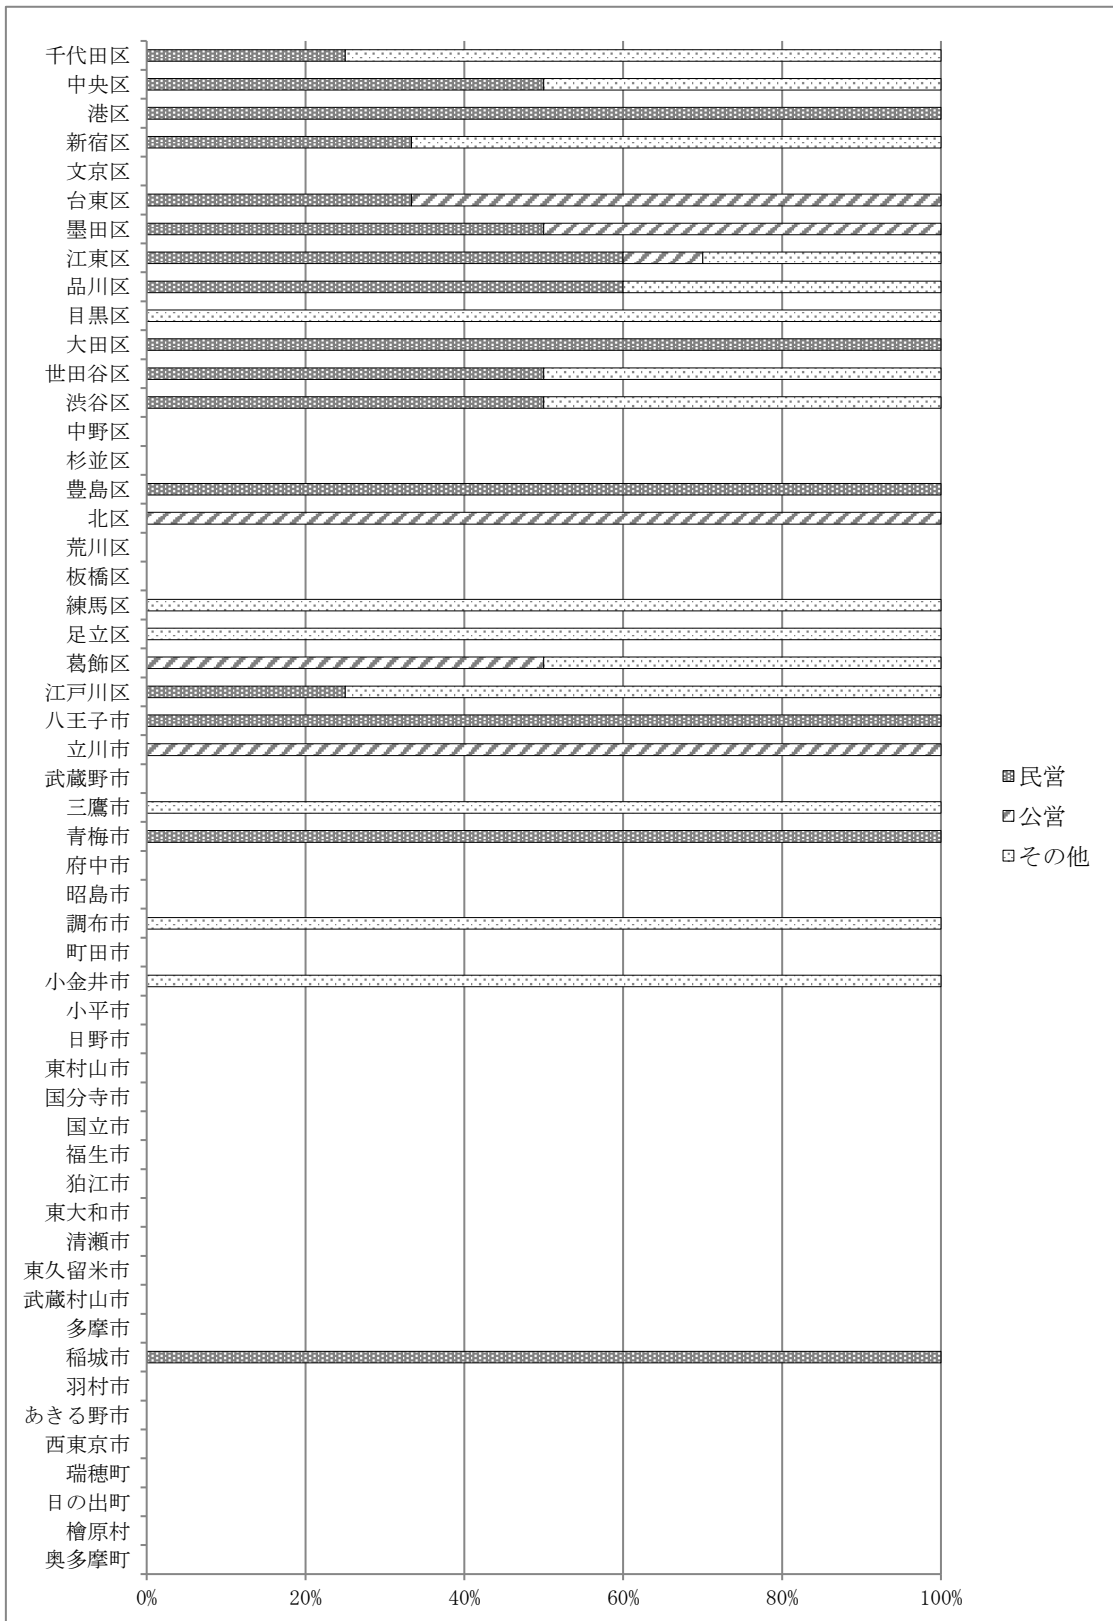 千代田区
中央区
港区
新宿区
文京区
台東区
墨田区
江東区
品川区
目黒区
大田区
世田谷区
渋谷区
中野区
杉並区
豊島区
北区
荒川区
板橋区
練馬区
足立区
葛飾区
江戸川区
八王子市
立川市
武蔵野市
三鷹市
青梅市
府中市
昭島市
調布市
町田市
小金井市
小平市
日野市
東村山市
国分寺市
国立市
福生市
狛江市
東大和市
清瀬市
東久留米市
武蔵村山市
多摩市
稲城市
羽村市
あきる野市
西東京市
瑞穂町
日の出町
檜原村
奥多摩町
0% 20% 40% 60% 80% 100%
民営
公営
その他